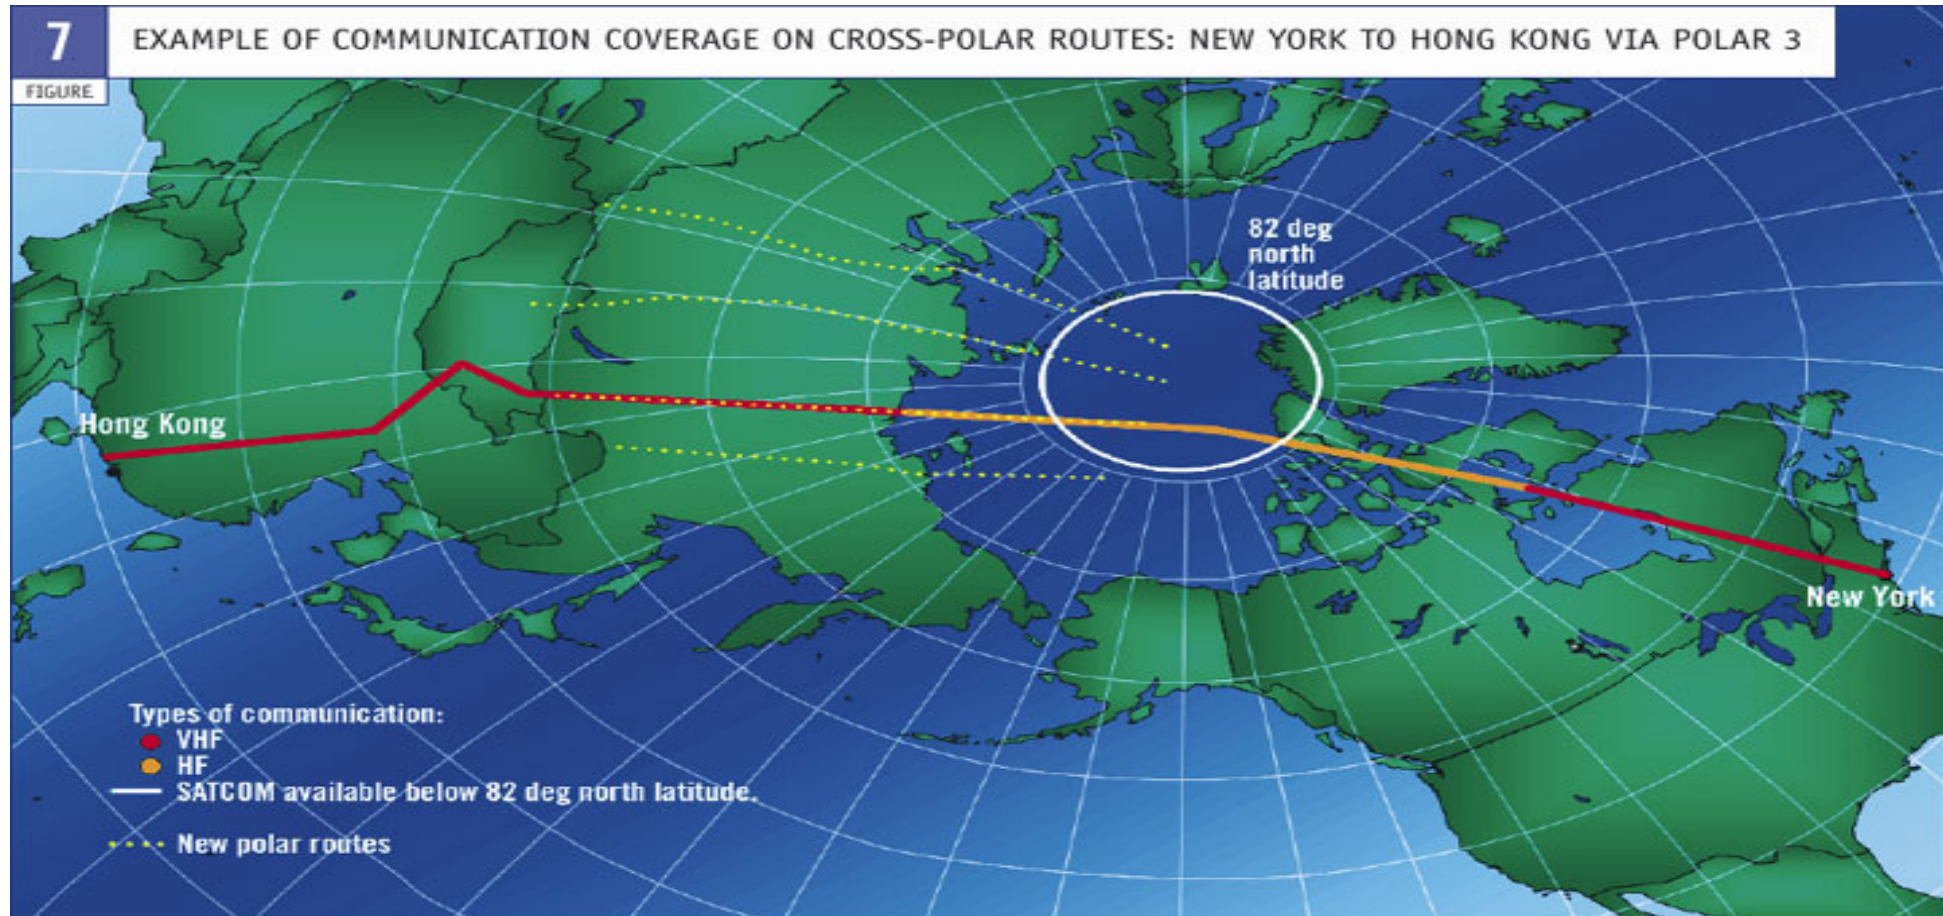 7
EXAMPLE OF COMMUNICATION COVERAGE ON CROSS-POLAR ROUTES: NEW YORK TO HONG KONG VIA POLAR 3
FIGURE
82 deg
north
latitude
Hong Kong
New York
Types of communication:
VHF
HF
SATCOM available below 82 deg north latitude.
New polar routes